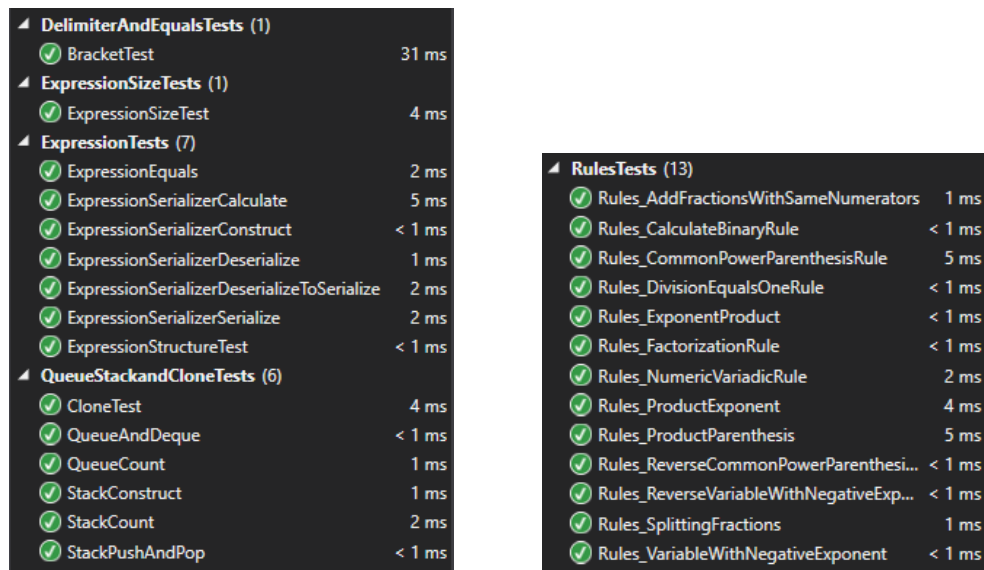 DelimiterAndEqualsTests (1)
BracketTest 31 ms
ExpressionSizeTests (1)
ExpressionSizeTest 4 ms
ExpressionTests (7)
ExpressionEquals 2 ms
ExpressionSerializerCalculate 5 ms
ExpressionSerializerConstruct < 1 ms
ExpressionSerializerDeserialize 1 ms
ExpressionSerializerDeserializeToSerialize 2 ms
ExpressionSerializerSerialize 2 ms
ExpressionStructureTest < 1 ms
QueueStackandCloneTests (6)
CloneTest 4 ms
QueueAndDeque < 1 ms
QueueCount 1 ms
StackConstruct 1 ms
StackCount 2 ms
StackPushAndPop < 1 ms
RulesTests (13)
Rules_AddFractionsWithSameNumerators 1 ms
Rules_CalculateBinaryRule < 1 ms
Rules_CommonPowerParenthesisRule 5 ms
Rules_DivisionEqualsOneRule < 1 ms
Rules_ExponentProduct < 1 ms
Rules_FactorizationRule < 1 ms
Rules_NumericVariadicRule 2 ms
Rules_ProductExponent 4 ms
Rules_ProductParenthesis 5 ms
Rules_ReverseCommonPowerParenthesi... < 1 ms
Rules_ReverseVariableWithNegativeExp... < 1 ms
Rules_SplittingFractions 1 ms
Rules_VariableWithNegativeExponent < 1 ms